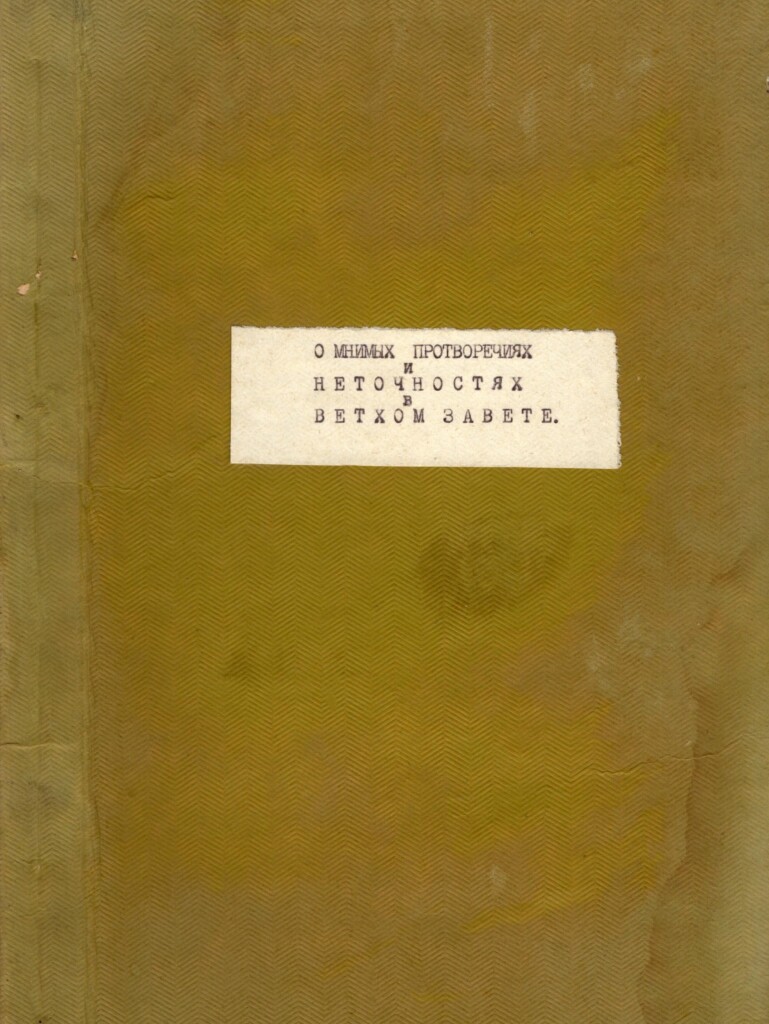 О МНИМЫХ ПРОТВОРЕЧИЯХ
И
НЕТОЧНОСТЯХ
В
ВЕТХОМ ЗАВЕТЕ.